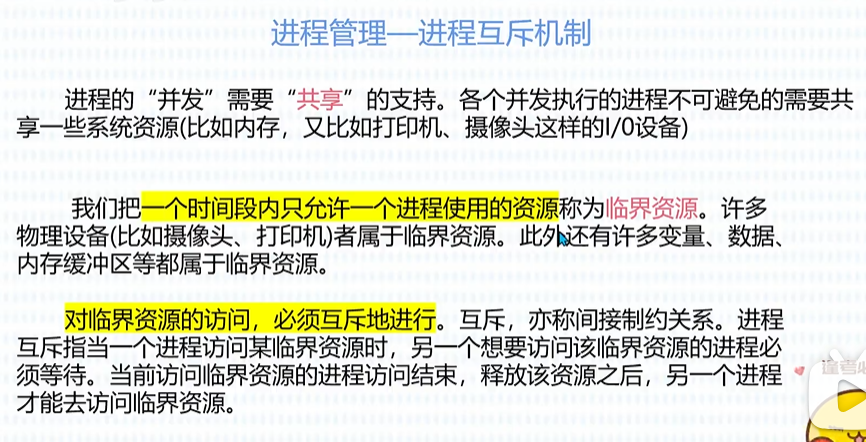 进程管理—进程互斥机制
进程的“并发”需要“共享”的支持。各个并发执行的进程不可避免的需要共
享一些系统资源(比如内存，又比如打印机、摄像头这样的I/0设备)
我们把一个时间段内只允许一个进程使用的资源称为临界资源。许多
物理设备(比如摄像头、打印机)者属于临界资源。此外还有许多变量、数据、
内存缓冲区等都属于临界资源。
对临界资源的访问，必须互斥地进行。互斥，亦称间接制约关系。进程
互斥指当一个进程访问某临界资源时，另一个想要访问该临界资源的进程必
须等待。当前访问临界资源的进程访问结束，释放该资源之后，另一个进程
才能去访问临界资源。